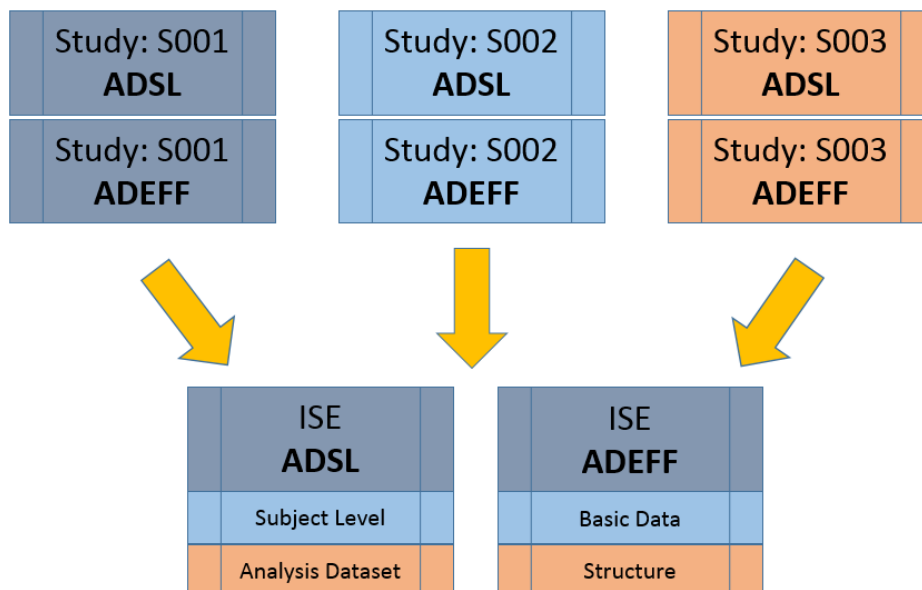 Study: S001
ADSL
Study: S001
ADEFF
Study: S002
ADSL
Study: S002
ADEFF
Study: S003
ADSL
Study: S003
ADEFF
ISE
ADSL
Subject Level
Analysis Dataset
ISE
ADEFF
Basic Data
Structure